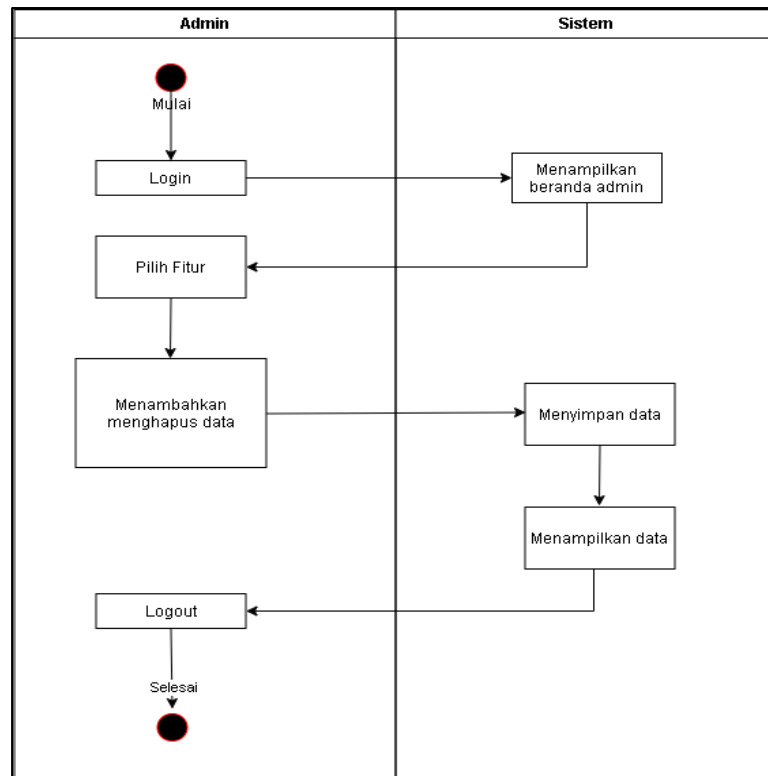 Admin
Sistem
Mulai
Login
Menampilkan
beranda admin
Pilih Fitur
Menambahkan
menghapus data
Menyimpan data
Menampilkan data
Logout
Selesai